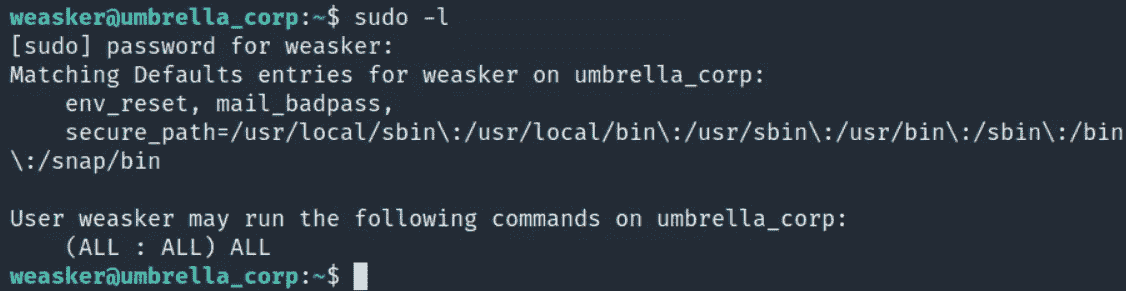 weasker@umbrella_corp:~$ sudo -l
[sudo] password for weasker:
Matching Defaults entries for weasker on umbrella_corp:
    env_reset, mail_badpass,
    secure_path=/usr/local/sbin\:/usr/local/bin\:/usr/sbin\:/usr/bin\:/sbin\:/bin
\:/snap/bin
User weasker may run the following commands on umbrella_corp:
    (ALL : ALL) ALL
weasker@umbrella_corp:~$